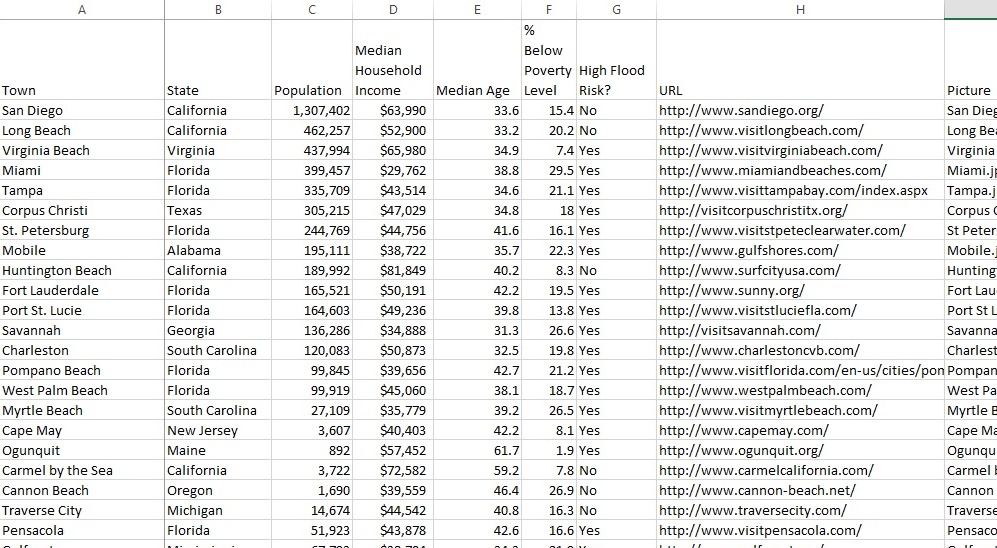 A B C D E F G H
%
Median Below
Household Poverty High Flood
Town State Population Income Median Age Level Risk? URL Picture
San Diego California 1,307,402 $63,990 33.6 15.4 No http://www.sandiego.org/ San Dieg
Long Beach California 462,257 $52,900 33.2 20.2 No http://www.visitlongbeach.com/ Long Bea
Virginia Beach Virginia 437,994 $65,980 34.9 7.4 Yes http://www.visitvirginiabeach.com/ Virginia
Miami Florida 399,457 $29,762 38.8 29.5 Yes http://www.miamiandbeaches.com/ Miami.jp
Tampa Florida 335,709 $43,514 34.6 21.1 Yes http://www.visittampabay.com/index.aspx Tampa.j
Corpus Christi Texas 305,215 $47,029 34.8 18 Yes http://visitcorpuschristitx.org/ Corpus C
St. Petersburg Florida 244,769 $44,756 41.6 16.1 Yes http://www.visitstpeteclearwater.com/ St Peter
Mobile Alabama 195,111 $38,722 35.7 22.3 Yes http://www.gulfshores.com/ Mobile.j
Huntington Beach California 189,992 $81,849 40.2 8.3 No http://www.surfcityusa.com/ Hunting
Fort Lauderdale Florida 165,521 $50,191 42.2 19.5 Yes http://www.sunny.org/ Fort Lau
Port St. Lucie Florida 164,603 $49,236 39.8 13.8 Yes http://www.visitstluciefla.com/ Port St L
Savannah Georgia 136,286 $34,888 31.3 26.6 Yes http://visitsavannah.com/ Savanna
Charleston South Carolina 120,083 $50,873 32.5 19.8 Yes http://www.charlestoncvb.com/ Charlest
Pompano Beach Florida 99,845 $39,656 42.7 21.2 Yes http://www.visitflorida.com/en-us/cities/pom Pompan
West Palm Beach Florida 99,919 $45,060 38.1 18.7 Yes http://www.westpalmbeach.com/ West Pa
Myrtle Beach South Carolina 27,109 $35,779 39.2 26.5 Yes http://www.visitmyrtlebeach.com/ Myrtle B
Cape May New Jersey 3,607 $40,403 42.2 8.1 Yes http://www.capemay.com/ Cape Ma
Ogunquit Maine 892 $57,452 61.7 1.9 Yes http://www.ogunquit.org/ Ogunqu
Carmel by the Sea California 3,722 $72,582 59.2 7.8 No http://www.carmelcalifornia.com/ Carmel b
Cannon Beach Oregon 1,690 $39,559 46.4 26.9 No http://www.cannon-beach.net/ Cannon
Traverse City Michigan 14,674 $44,542 40.8 16.3 No http://www.traversecity.com/ Traverse
Pensacola Florida 51,923 $43,878 42.6 16.6 Yes http://www.visitpensacola.com/ Pensaco